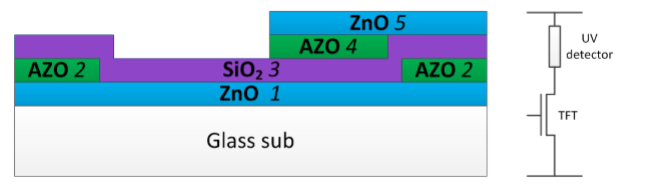 ZnO 5
AZO 4
AZO 2
SiO₂ 3
AZO 2
ZnO 1
Glass sub
UV
detector
TFT